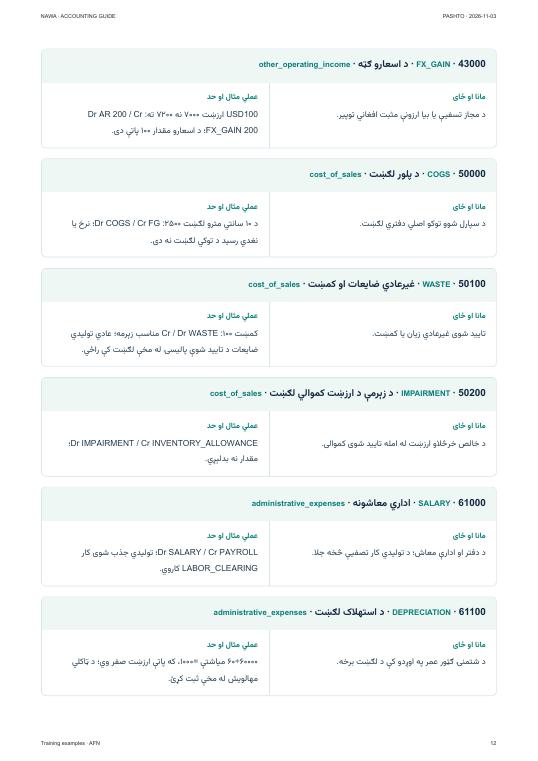 NAWA · ACCOUNTING GUIDE
PASHTO · 2026-11-03
43000 · FX_GAIN · د اسعارو ګټه · other_operating_income
مانا او ځای
د مجاز تسفیې یا بیا ارزونې مثبت افغاني توپیر.
عملي مثال او حد
USD100 ارزښت ۷۰۰۰ نه ۷۲۰۰ ته: Dr AR 200 / Cr
FX_GAIN 200؛ د اسعارو مقدار ۱۰۰ پاتې دی.
50000 · COGS · د پلور لګښت · cost_of_sales
مانا او ځای
د سپارل شوو توکو اصلي دفتري لګښت.
عملي مثال او حد
د ۱۰ سانتي مترو لګښت ۲۵۰۰: Dr COGS / Cr FG؛ نرخ یا
نغدي رسید د توکي لګښت نه دی.
50100 · WASTE · غیرعادي ضایعات او کمښت · cost_of_sales
مانا او ځای
تایید شوی غیرعادي زیان یا کمښت.
عملي مثال او حد
کمښت ۱۰۰: Cr / Dr WASTE مناسب زېرمه؛ عادي تولیدي
ضایعات د تایید شوې پالیسۍ له مخې لګښت کې راځي.
50200 · IMPAIRMENT · د زېرمې د ارزښت کموالي لګښت · cost_of_sales
مانا او ځای
د خالص خرڅلاو ارزښت له امله تایید شوی کموالی.
عملي مثال او حد
Dr IMPAIRMENT / Cr INVENTORY_ALLOWANCE؛
مقدار نه بدلېږي.
61000 · SALARY · اداري معاشونه · administrative_expenses
مانا او ځای
د دفتر او ادارې معاش؛ د تولیدي کار تصفیې څخه جلا.
عملي مثال او حد
Dr SALARY / Cr PAYROLL؛ تولیدي جذب شوی کار
LABOR_CLEARING کاروي.
61100 · DEPRECIATION · د استهلاک لګښت · administrative_expenses
مانا او ځای
د شتمنۍ ګټور عمر په اوږدو کې د لګښت برخه.
عملي مثال او حد
۶۰۰۰۰÷۶۰ میاشتې =۱۰۰۰، که پاتې ارزښت صفر وي؛ د ټاکلي
مهالویش له مخې ثبت کړئ.
Training examples · AFN
12